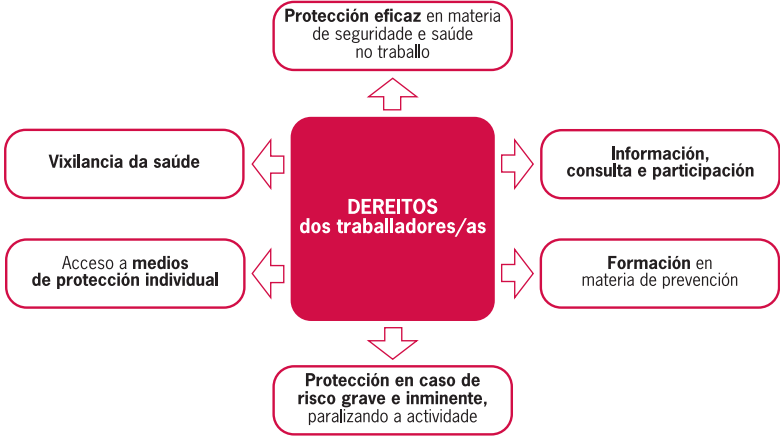 Protección eficaz en materia
de seguridade e saúde
no traballo
Vixilancia da saúde
Información,
consulta e participación
DEREITOS
dos traballadores/as
Acceso a medios
de protección individual
Formación en
materia de prevención
Protección en caso de
risco grave e inminente,
paralizando a actividade